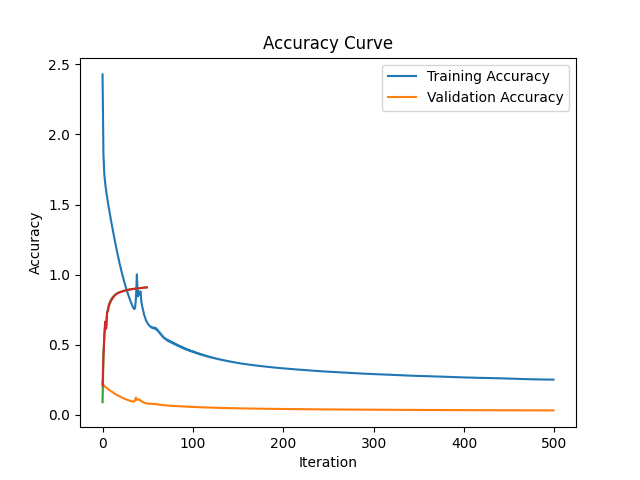 Accuracy Curve
Training Accuracy
Validation Accuracy
2.5
2.0
1.5
1.0
0.5
0.0
Accuracy
0 100 200 300 400 500
Iteration